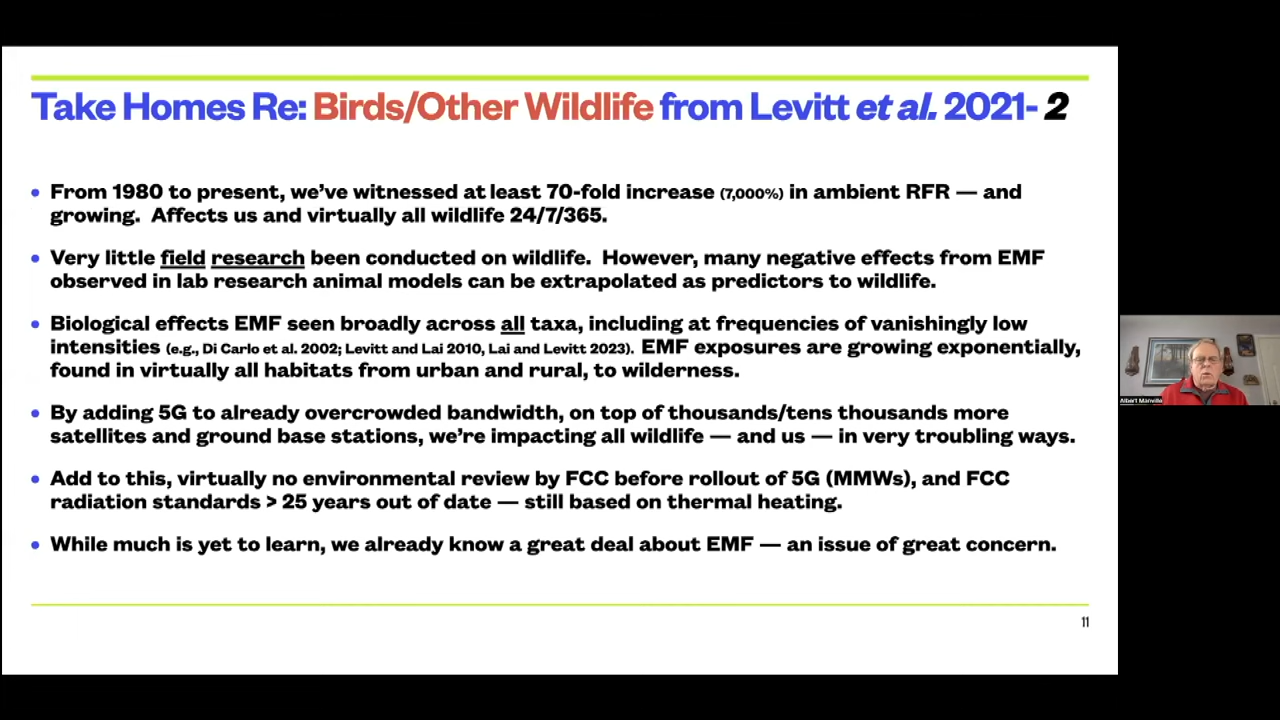 Take Homes Re: Birds/Other Wildlife from Levitt et al. 2021- 2
• From 1980 to present, we’ve witnessed at least 70-fold increase (7,000%) in ambient RFR — and
growing. Affects us and virtually all wildlife 24/7/365.
• Very little field research been conducted on wildlife. However, many negative effects from EMF
observed in lab research animal models can be extrapolated as predictors to wildlife.
• Biological effects EMF seen broadly across all taxa, including at frequencies of vanishingly low
intensities (e.g., Di Carlo et al. 2002; Levitt and Lai 2010, Lai and Levitt 2023). EMF exposures are growing exponentially,
found in virtually all habitats from urban and rural, to wilderness.
• By adding 5G to already overcrowded bandwidth, on top of thousands/tens thousands more
satellites and ground base stations, we’re impacting all wildlife — and us — in very troubling ways.
• Add to this, virtually no environmental review by FCC before rollout of 5G (MMWs), and FCC
radiation standards > 25 years out of date — still based on thermal heating.
• While much is yet to learn, we already know a great deal about EMF — an issue of great concern.
11
Albert Manville